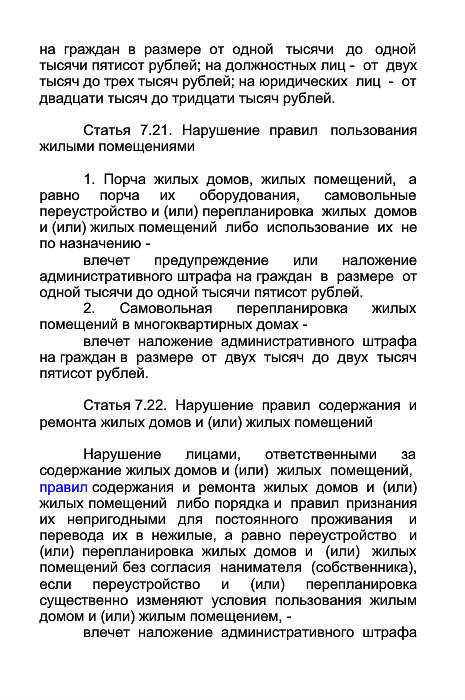 на граждан в размере от одной тысячи до одной
тысячи пятисот рублей; на должностных лиц - от двух
тысяч до трех тысяч рублей; на юридических лиц - от
двадцати тысяч до тридцати тысяч рублей.
Статья 7.21. Нарушение правил пользования
жилыми помещениями
1. Порча жилых домов, жилых помещений, а
равно порча их оборудования, самовольные
переустройство и (или) перепланировка жилых домов
и (или) жилых помещений либо использование их не
по назначению -
влечет предупреждение или наложение
административного штрафа на граждан в размере от
одной тысячи до одной тысячи пятисот рублей.
2. Самовольная перепланировка жилых
помещений в многоквартирных домах -
влечет наложение административного штрафа
на граждан в размере от двух тысяч до двух тысяч
пятисот рублей.
Статья 7.22. Нарушение правил содержания и
ремонта жилых домов и (или) жилых помещений
Нарушение лицами, ответственными за
содержание жилых домов и (или) жилых помещений,
правил содержания и ремонта жилых домов и (или)
жилых помещений либо порядка и правил признания
их непригодными для постоянного проживания и
перевода их в нежилые, а равно переустройство и
(или) перепланировка жилых домов и (или) жилых
помещений без согласия нанимателя (собственника),
если переустройство и (или) перепланировка
существенно изменяют условия пользования жилым
домом и (или) жилым помещением, -
влечет наложение административного штрафа